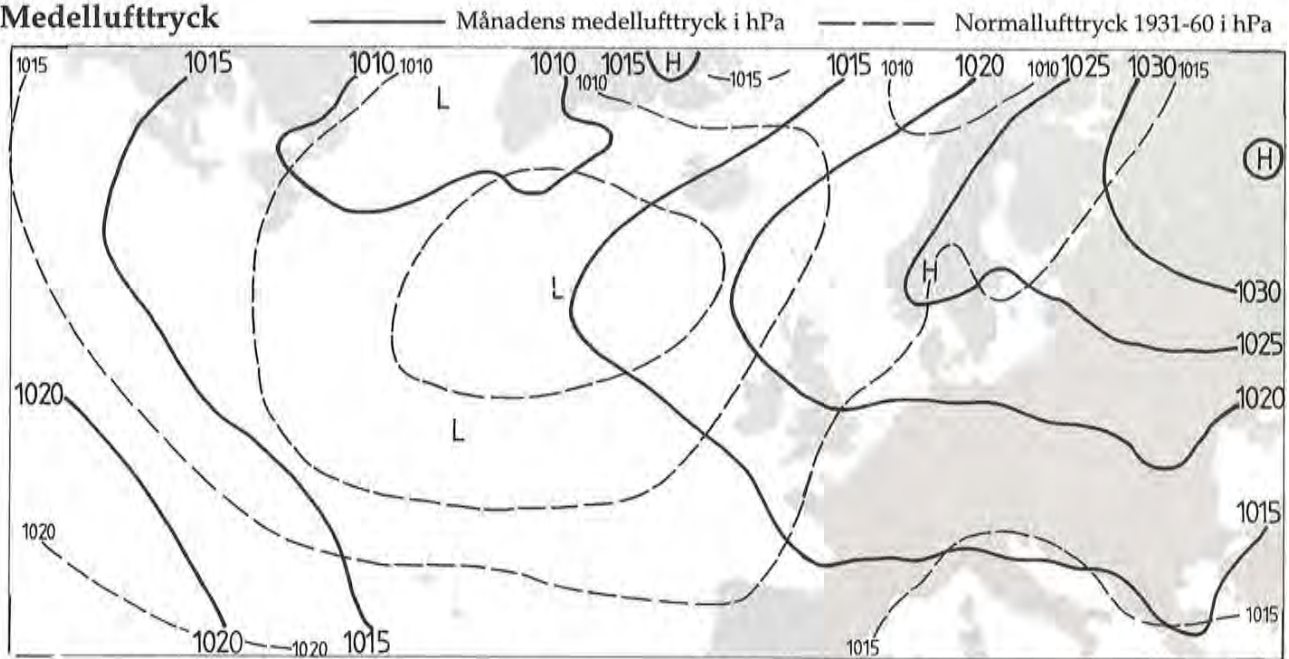 Medellufttryck
Månadens medellufttryck i hPa
Normallufttryck 1931-60 i hPa
1015 1015 1010 1010 L 1010 1010 1015 H 1015 1015 1010 1020 1010 1025 1030 1015
H
H
L
1030
1025
1020
1020
L
1015
1020
1015
1020 1020 1015 1015